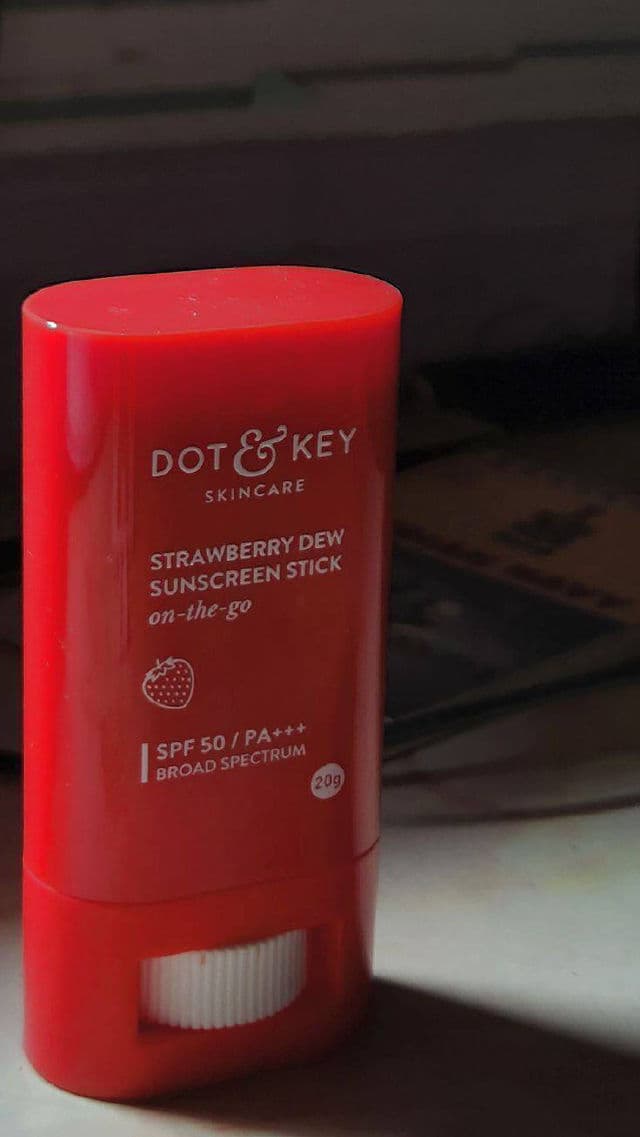 DOT & KEY
SKINCARE
STRAWBERRY DEW
SUNSCREEN STICK
on-the-go
SPF 50 / PA+++
BROAD SPECTRUM
20g